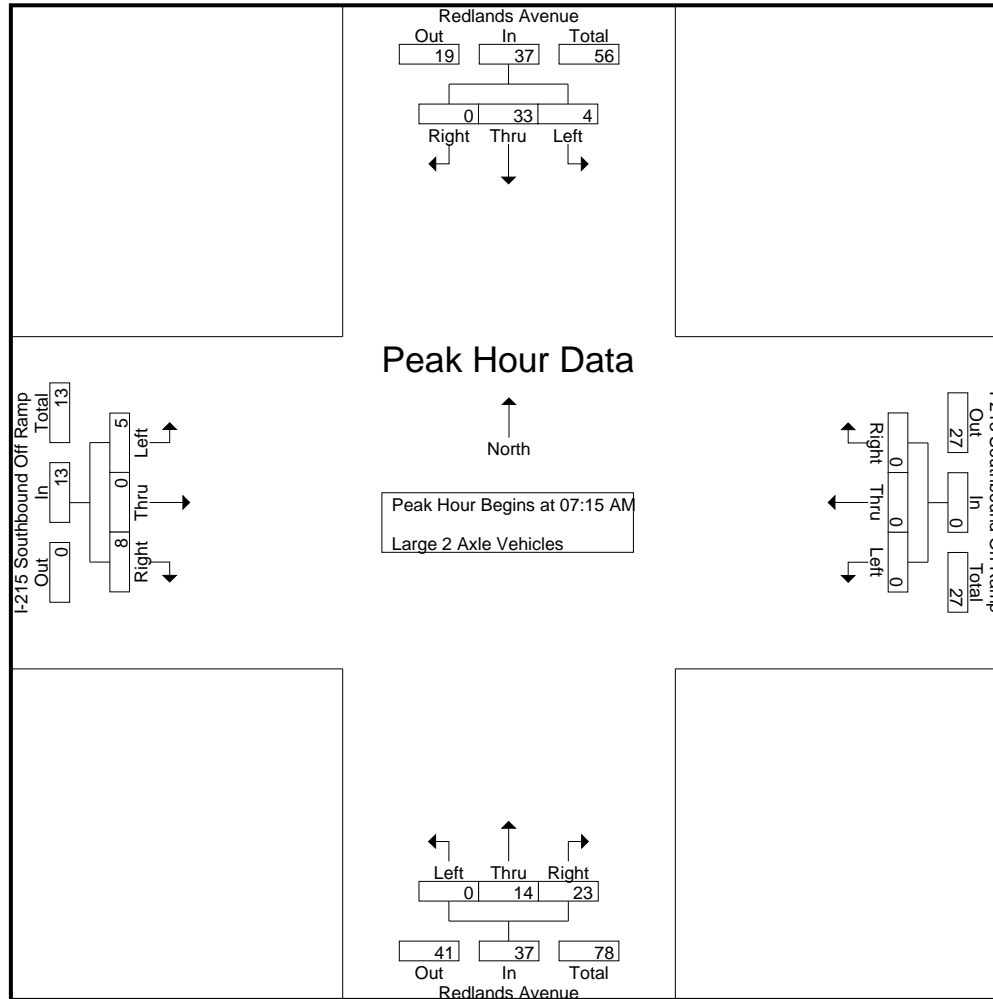 Redlands Avenue
Out In Total
19 37 56
0 33 4
Right Thru Left
Peak Hour Data
North
Peak Hour Begins at 07:15 AM
Large 2 Axle Vehicles
I-215 Southbound Off Ramp
Total In Out
13 13 0
5 0 8
Left Thru Right
Right Thru Left
0 0 0
27 0 27
Out In Total
Left Thru Right
0 14 23
41 37 78
Out In Total
Redlands Avenue